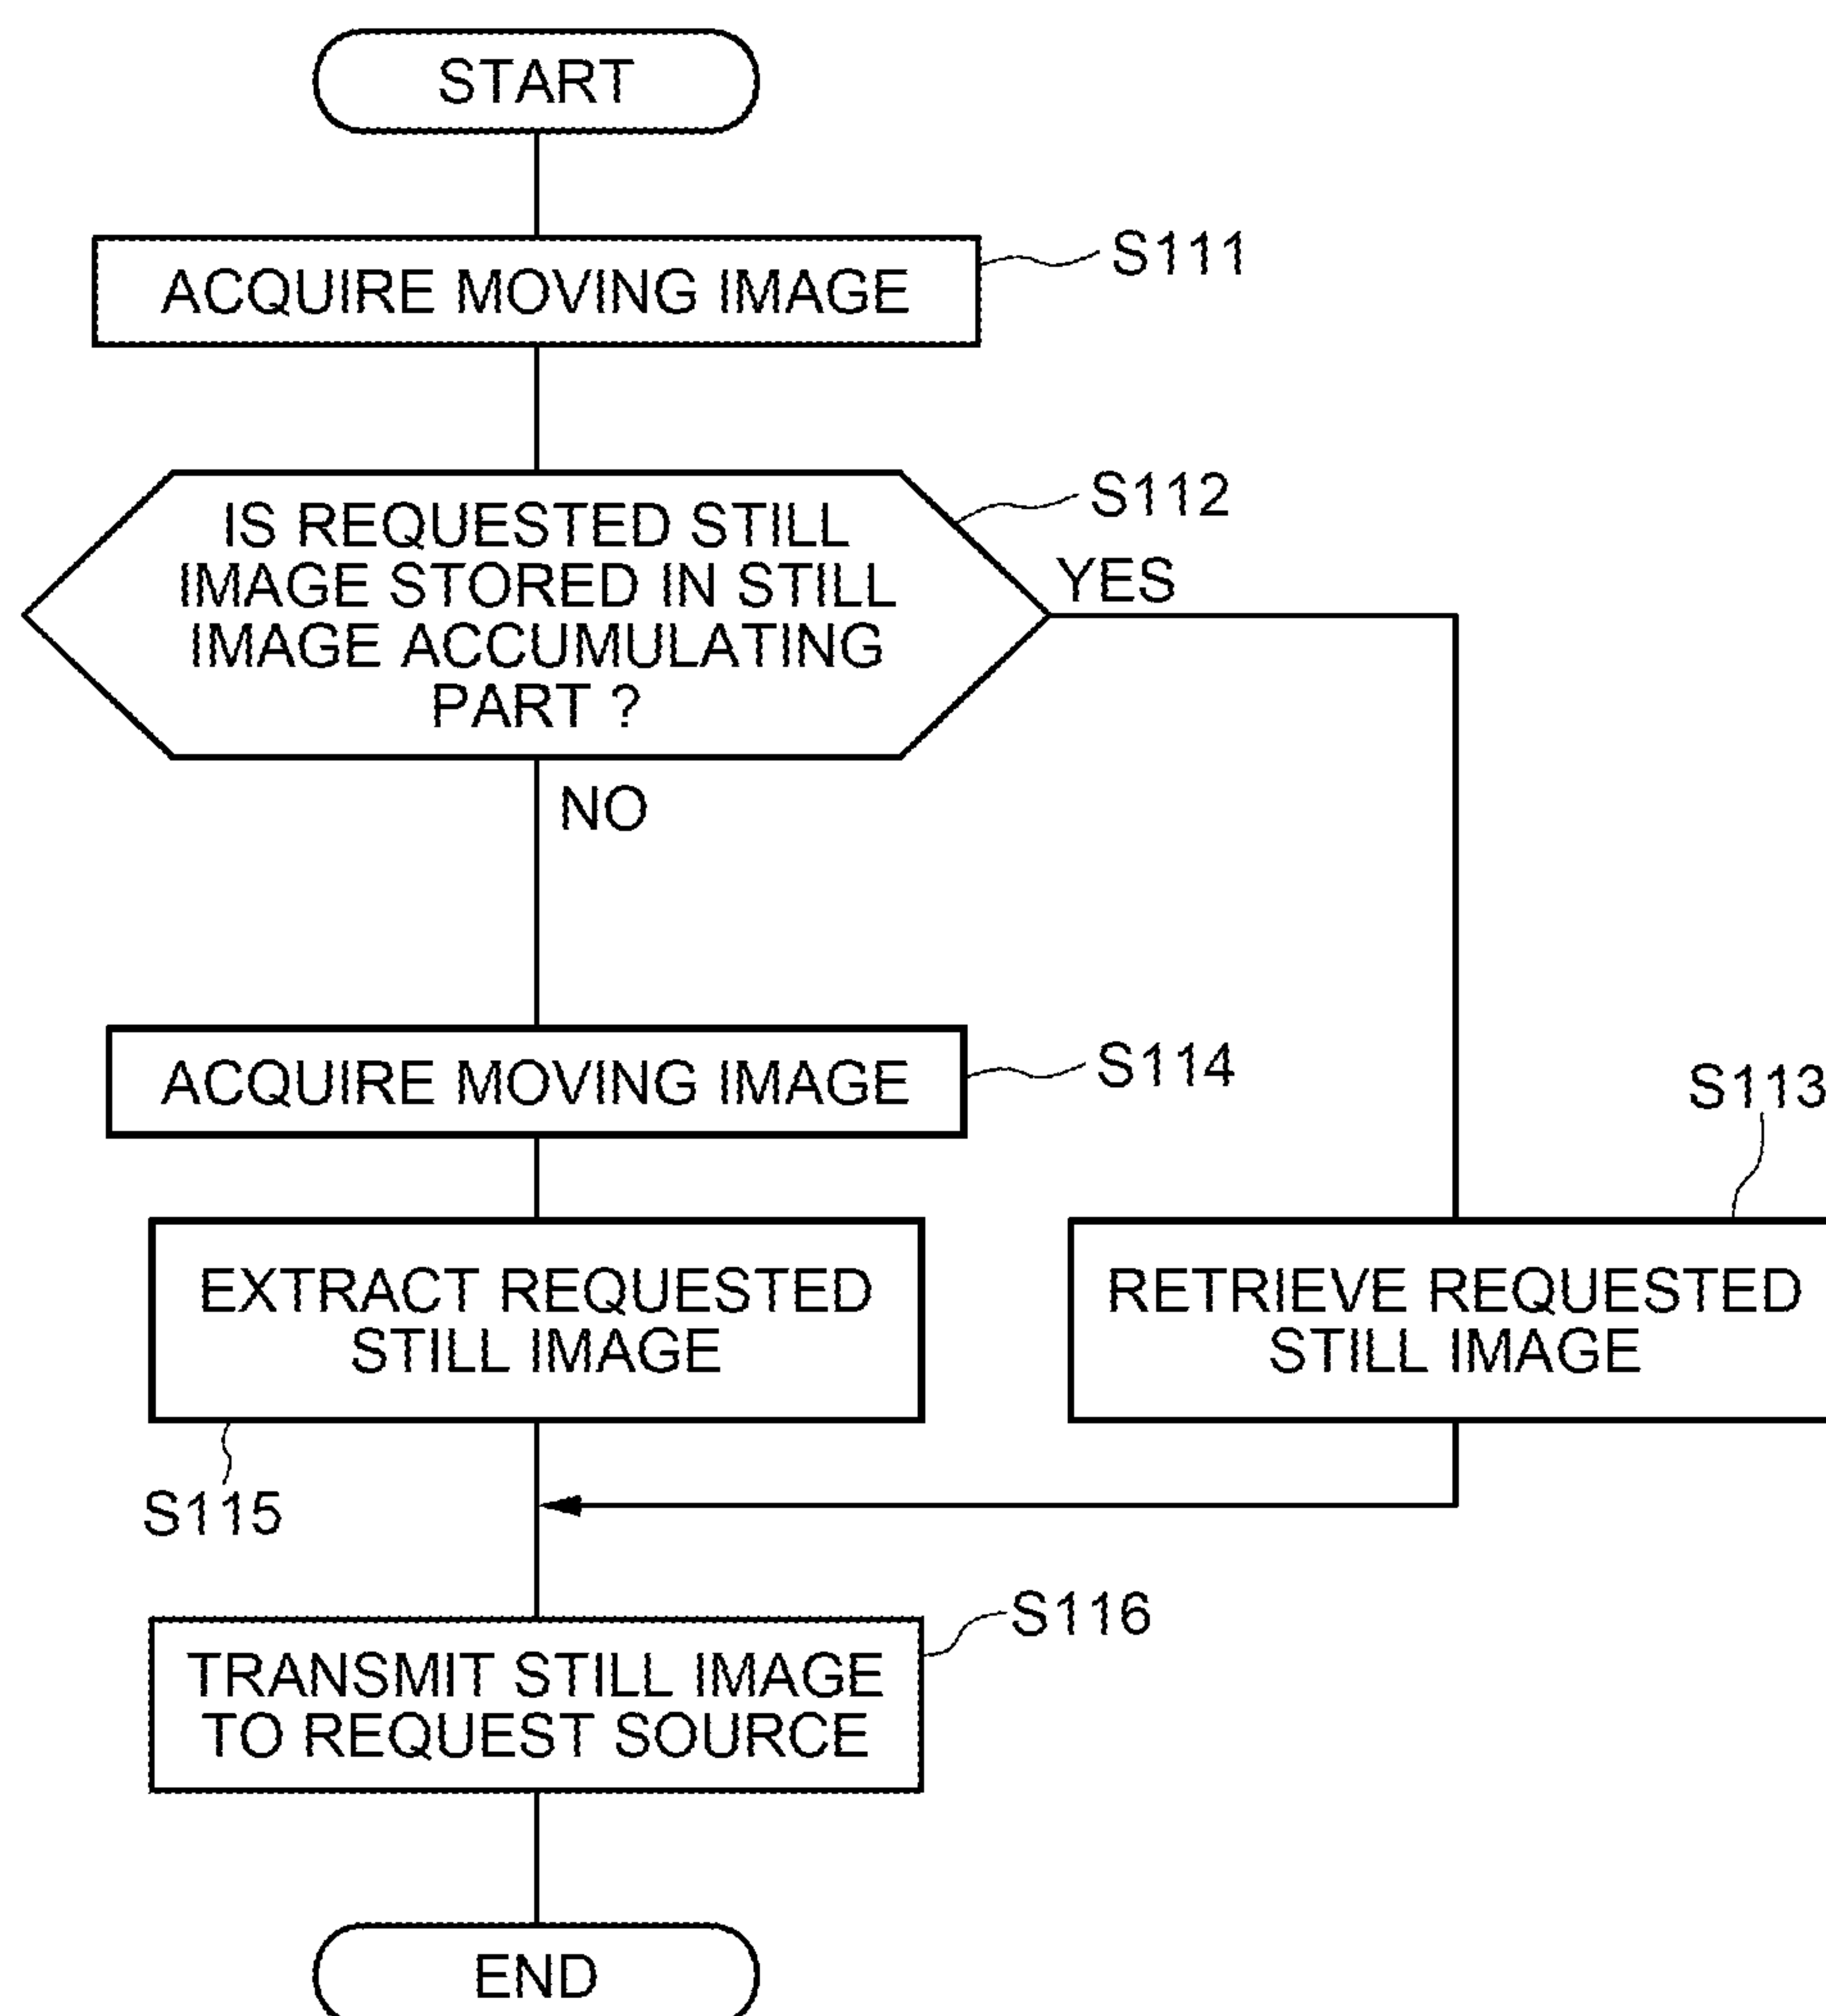 START
ACQUIRE MOVING IMAGE
S111
IS REQUESTED STILL
IMAGE STORED IN STILL
IMAGE ACCUMULATING
PART ?
S112
YES
NO
ACQUIRE MOVING IMAGE
S114
S113
EXTRACT REQUESTED
STILL IMAGE
RETRIEVE REQUESTED
STILL IMAGE
S115
S116
TRANSMIT STILL IMAGE
TO REQUEST SOURCE
END